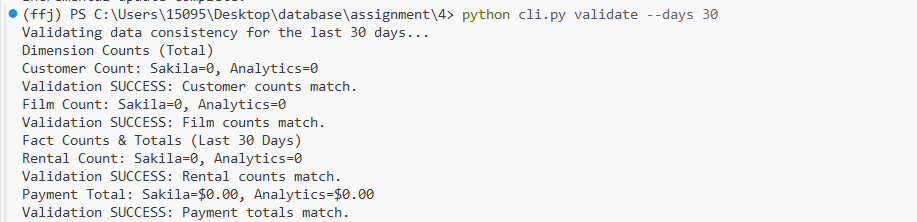 (ffj) PS C:\Users\15095\Desktop\database\assignment\4> python cli.py validate --days 30
Validating data consistency for the last 30 days...
Dimension Counts (Total)
Customer Count: Sakila=0, Analytics=0
Validation SUCCESS: Customer counts match.
Film Count: Sakila=0, Analytics=0
Validation SUCCESS: Film counts match.
Fact Counts & Totals (Last 30 Days)
Rental Count: Sakila=0, Analytics=0
Validation SUCCESS: Rental counts match.
Payment Total: Sakila=$0.00, Analytics=$0.00
Validation SUCCESS: Payment totals match.